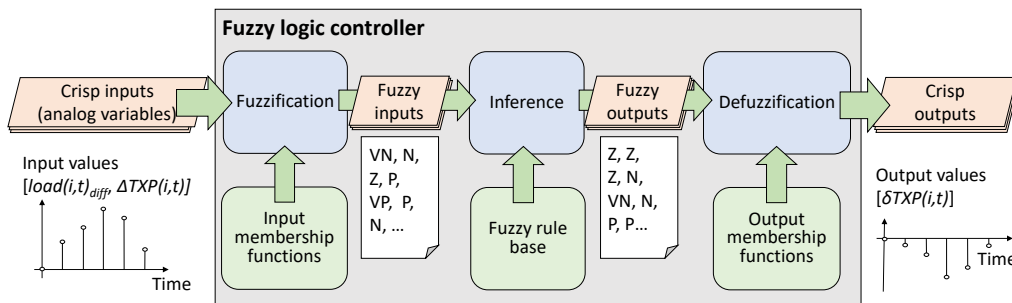 Fuzzy logic controller
Crisp inputs
(analog variables)
Fuzzification
Fuzzy
inputs
Inference
Fuzzy
outputs
Defuzzification
Crisp
outputs
Input values
[load(i,t)diff, ΔTXP(i,t)]
Time
Input
membership
functions
VN, N,
Z, P,
VP, P,
N, ...
Fuzzy rule
base
Z, Z,
Z, N,
VN, N,
P, P...
Output
membership
functions
Output values
[δTXP(i,t)]
Time